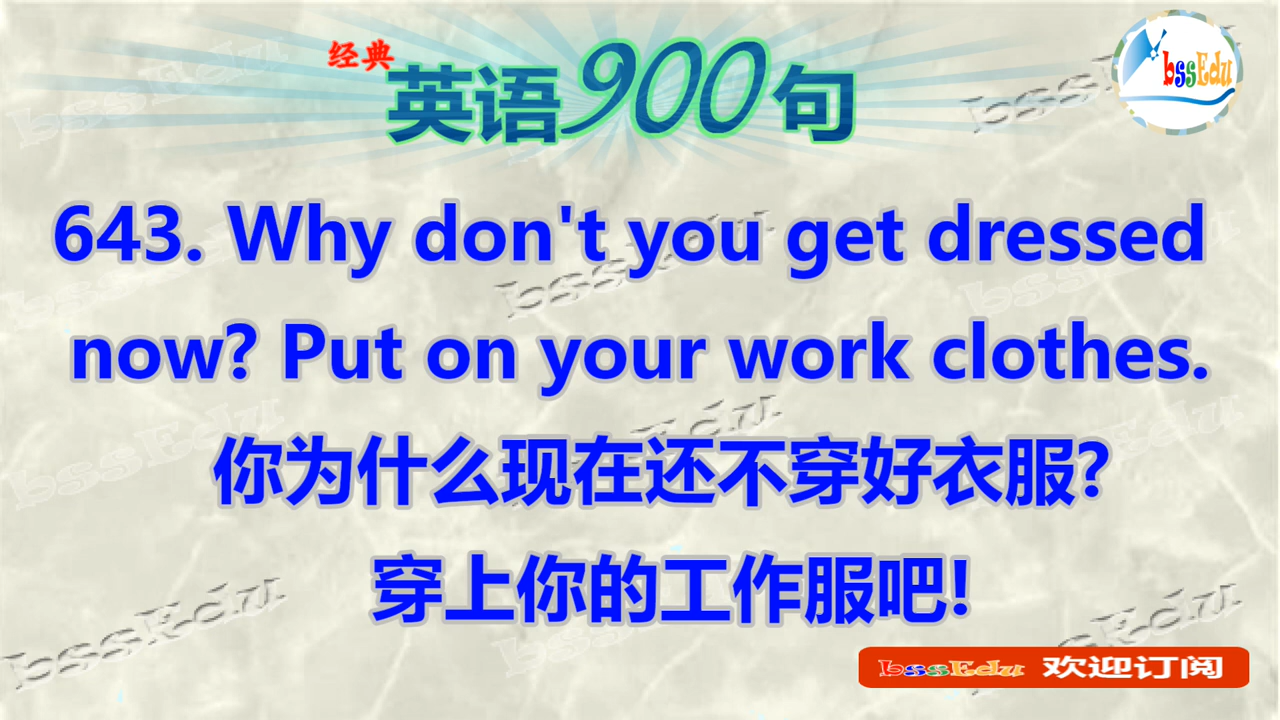 经典
英语900句
bssEdu
643. Why don't you get dressed
now? Put on your work clothes.
你为什么现在还不穿好衣服?
穿上你的工作服吧!
bssEdu 欢迎订阅